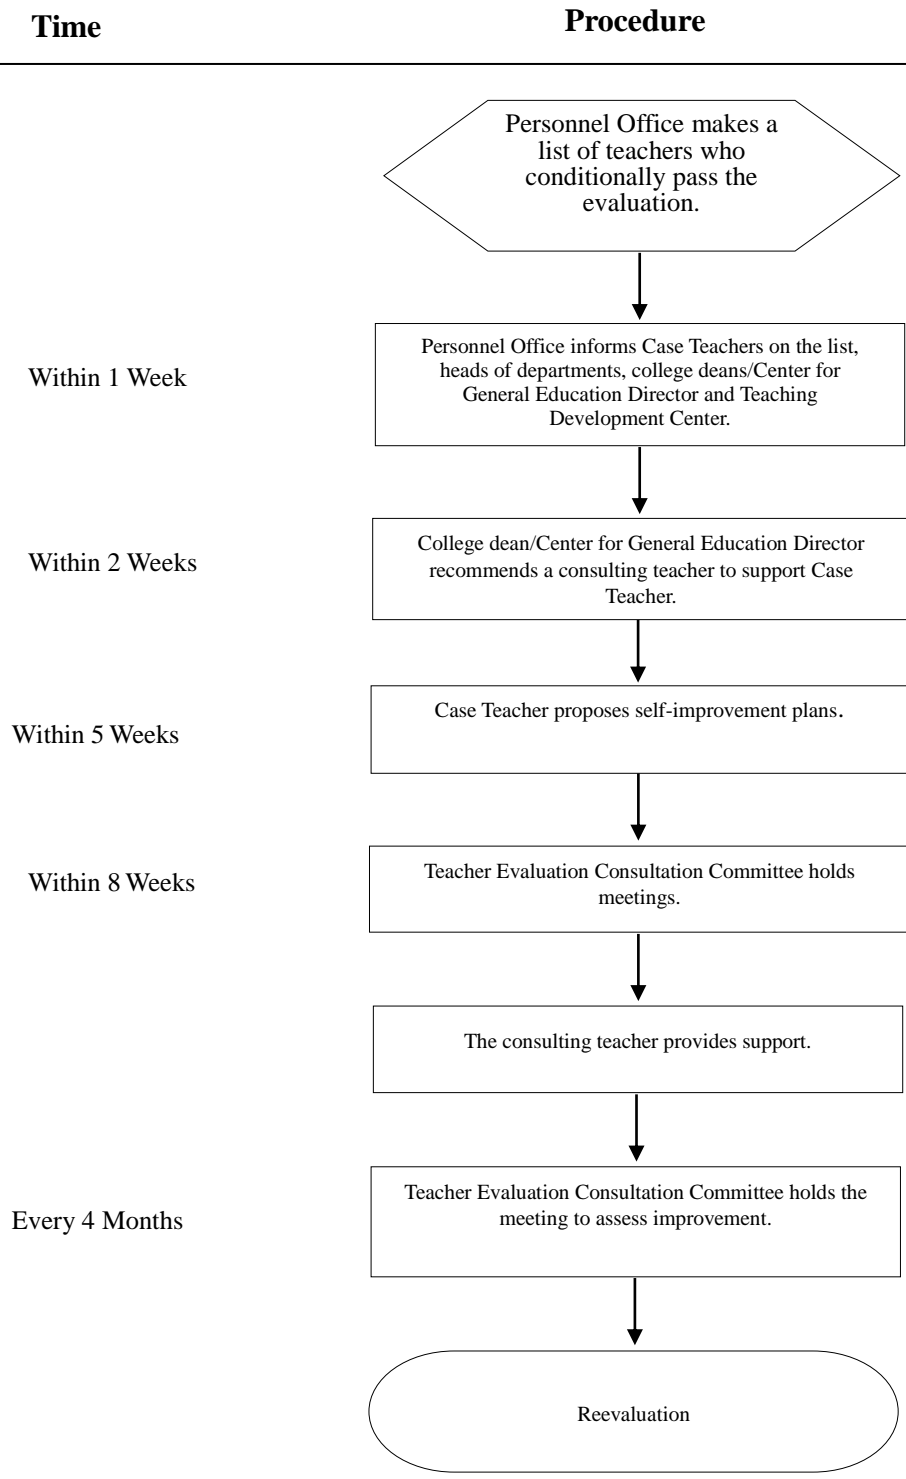 Time
Procedure
Personnel Office makes a
list of teachers who
conditionally pass the
evaluation.
Within 1 Week
Personnel Office informs Case Teachers on the list,
heads of departments, college deans/Center for
General Education Director and Teaching
Development Center.
Within 2 Weeks
College dean/Center for General Education Director
recommends a consulting teacher to support Case
Teacher.
Within 5 Weeks
Case Teacher proposes self-improvement plans.
Within 8 Weeks
Teacher Evaluation Consultation Committee holds
meetings.
The consulting teacher provides support.
Every 4 Months
Teacher Evaluation Consultation Committee holds the
meeting to assess improvement.
Reevaluation